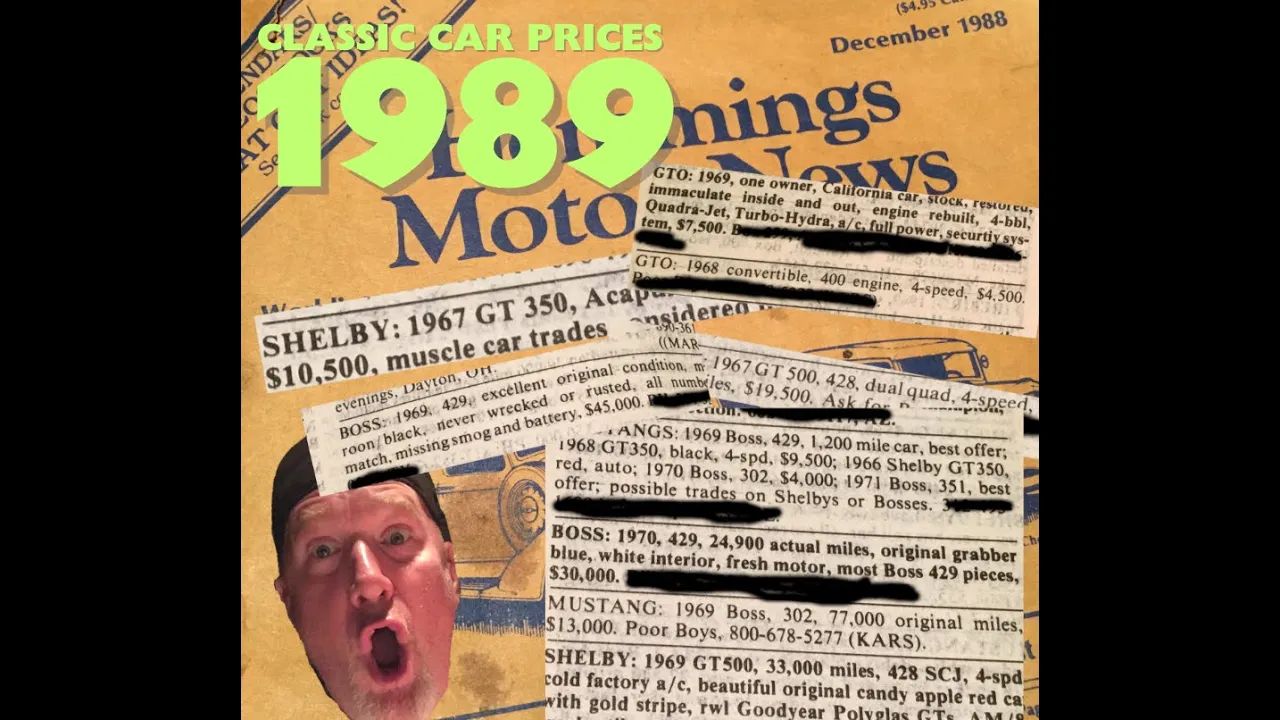 CLASSIC CAR PRICES
1989
($4.95
December 1988
Hemmings
Motor News
GTO: 1969, one owner, California car, stock, restored,
immaculate inside and out, engine rebuilt, 4-bbl,
Quadra-Jet, Turbo-Hydra, a/c, full power, securtiy sys-
tem, $7,500.
GTO: 1968 convertible, 400 engine, 4-speed, $4,500.
SHELBY: 1967 GT 350,
$10,500, muscle car trades
evenings, Dayton, OH.
BOSS: 1969, 429, excellent original condition, m
roon/black, never wrecked or rusted, all numbe
match, missing smog and battery, $45,000.
((MAR
1967 GT 500, 428, dual quad, 4-speed,
les, $19,500. Ask for
ANGS: 1969 Boss, 429, 1,200 mile car, best offer;
1968 GT350, black, 4-spd, $9,500; 1966 Shelby GT350,
red, auto; 1970 Boss, 302, $4,000; 1971 Boss, 351, best
offer; possible trades on Shelbys or Bosses.
BOSS: 1970, 429, 24,900 actual miles, original grabber
blue, white interior, fresh motor, most Boss 429 pieces,
$30,000.
MUSTANG: 1969 Boss, 302, 77,000 original miles,
$13,000. Poor Boys, 800-678-5277 (KARS).
SHELBY: 1969 GT500, 33,000 miles, 428 SCJ, 4-spd
cold factory a/c, beautiful original candy apple red ca
with gold stripe, rwl Goodyear Polyglas GTs,